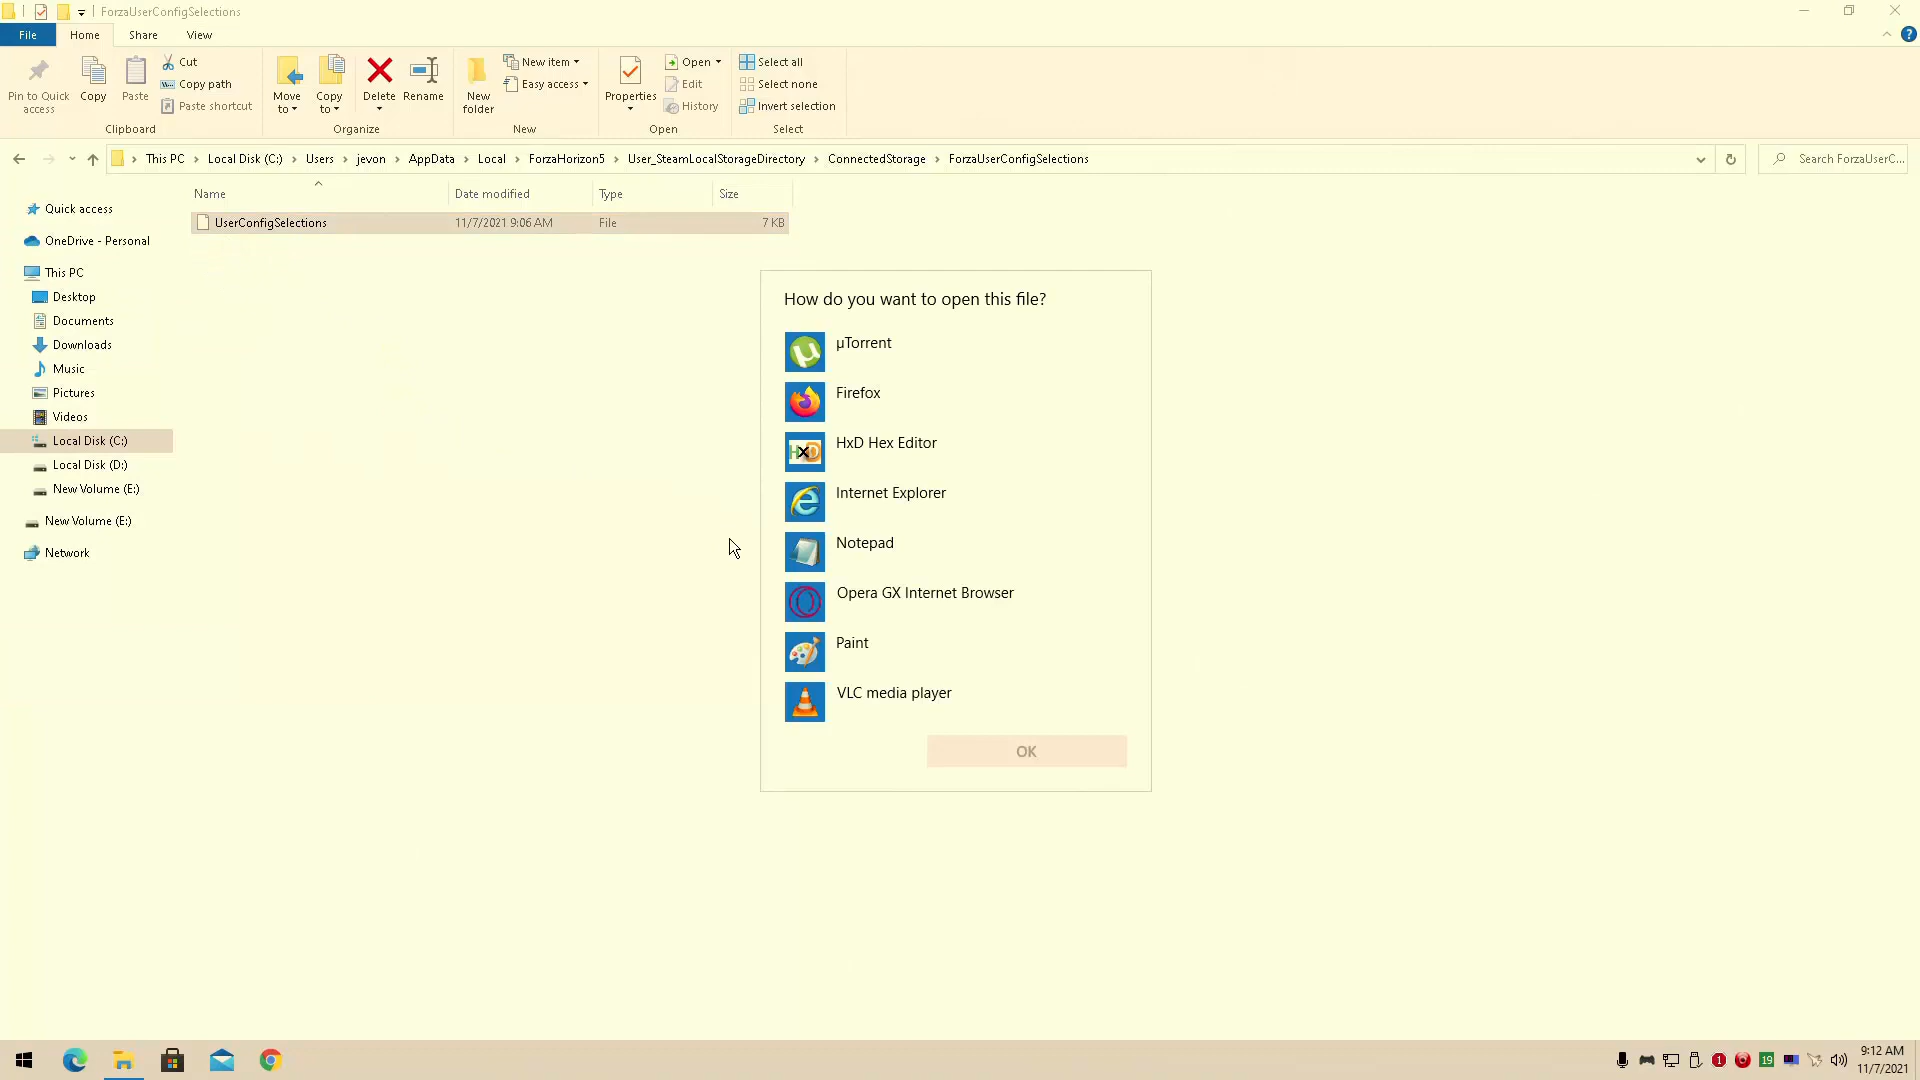 ForzaUserConfigSelections
File Home Share View
Pin to Quick access
Copy
Paste
Cut
Copy path
Paste shortcut
Clipboard
Move to
Copy to
Delete
Rename
Organize
New folder
New item
Easy access
New
Properties
Open
Edit
History
Open
Select all
Select none
Invert selection
Select
This PC > Local Disk (C:) > Users > jevon > AppData > Local > ForzaHorizon5 > User_SteamLocalStorageDirectory > ConnectedStorage > ForzaUserConfigSelections
Search ForzaUserC...
Name Date modified Type Size
UserConfigSelections 11/7/2021 9:06 AM File 7 KB
Quick access
OneDrive - Personal
This PC
Desktop
Documents
Downloads
Music
Pictures
Videos
Local Disk (C:)
Local Disk (D:)
New Volume (E:)
New Volume (E:)
Network
How do you want to open this file?
µTorrent
Firefox
HxD
HxD Hex Editor
Internet Explorer
Notepad
Opera GX Internet Browser
Paint
VLC media player
OK
1
19
9:12 AM
11/7/2021